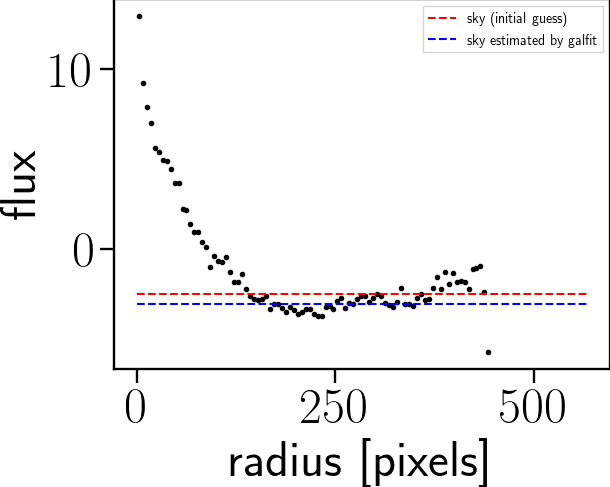 sky (initial guess)
sky estimated by galfit
10
0
flux
0 250 500
radius [pixels]